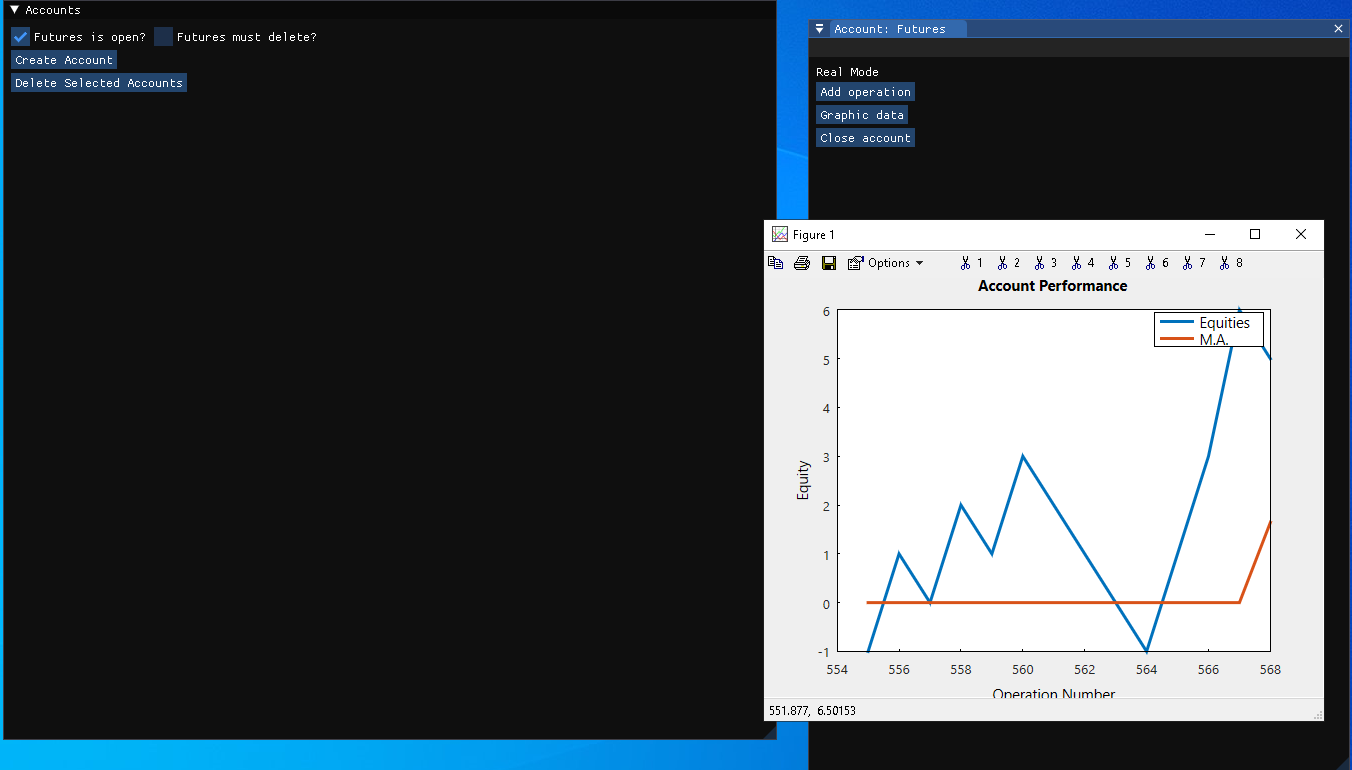 Accounts
Futures is open? Futures must delete?
Create Account
Delete Selected Accounts
Account: Futures
Real Mode
Add operation
Graphic data
Close account
Figure 1
Options 1 2 3 4 5 6 7 8
Account Performance
Equities
M.A.
6
5
4
3
2
1
0
-1
Equity
554 556 558 560 562 564 566 568
Operation Number
551.877, 6.50153